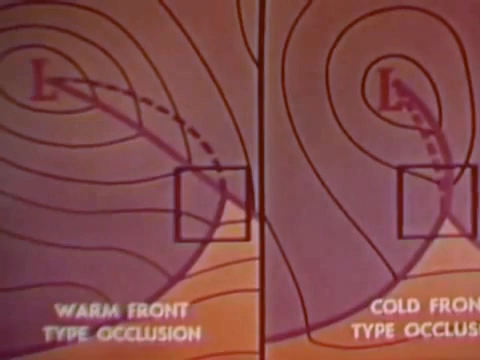 L
L
WARM FRONT
TYPE OCCLUSION
COLD FRON
TYPE OCCLUS